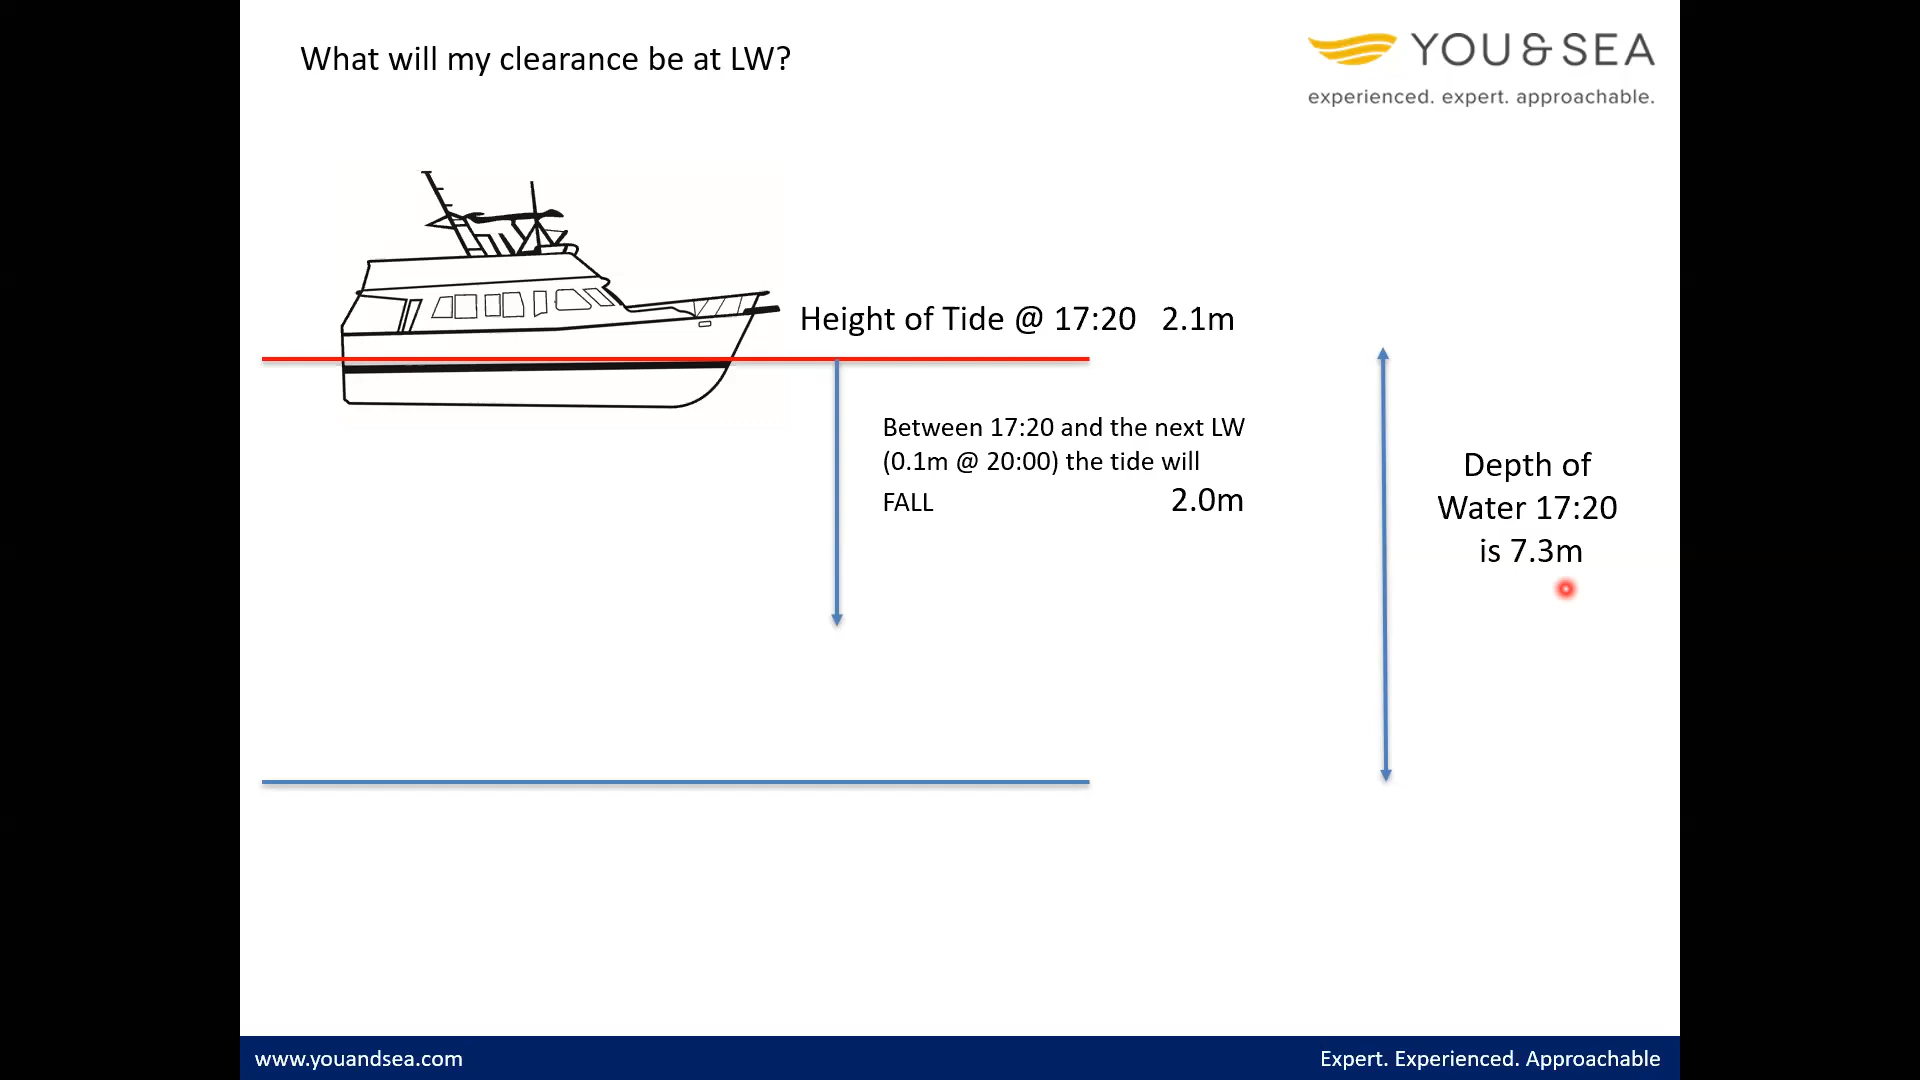 What will my clearance be at LW?
YOU & SEA
experienced. expert. approachable.
Height of Tide @ 17:20 2.1m
Between 17:20 and the next LW
(0.1m @ 20:00) the tide will
FALL 2.0m
Depth of
Water 17:20
is 7.3m
www.youandsea.com
Expert. Experienced. Approachable